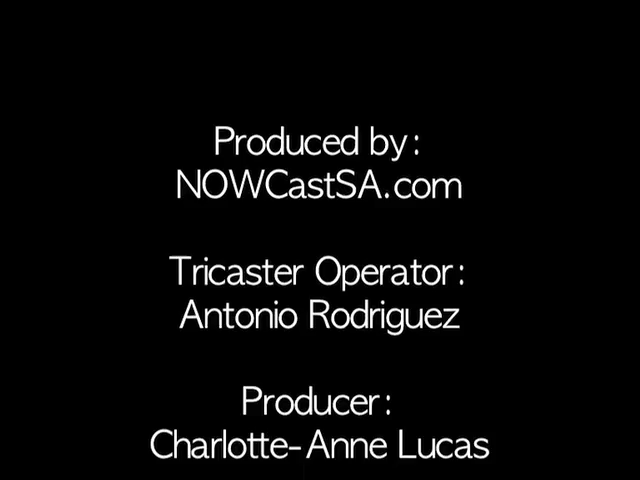 Produced by:
NOWCastSA.com
Tricaster Operator:
Antonio Rodriguez
Producer:
Charlotte-Anne Lucas